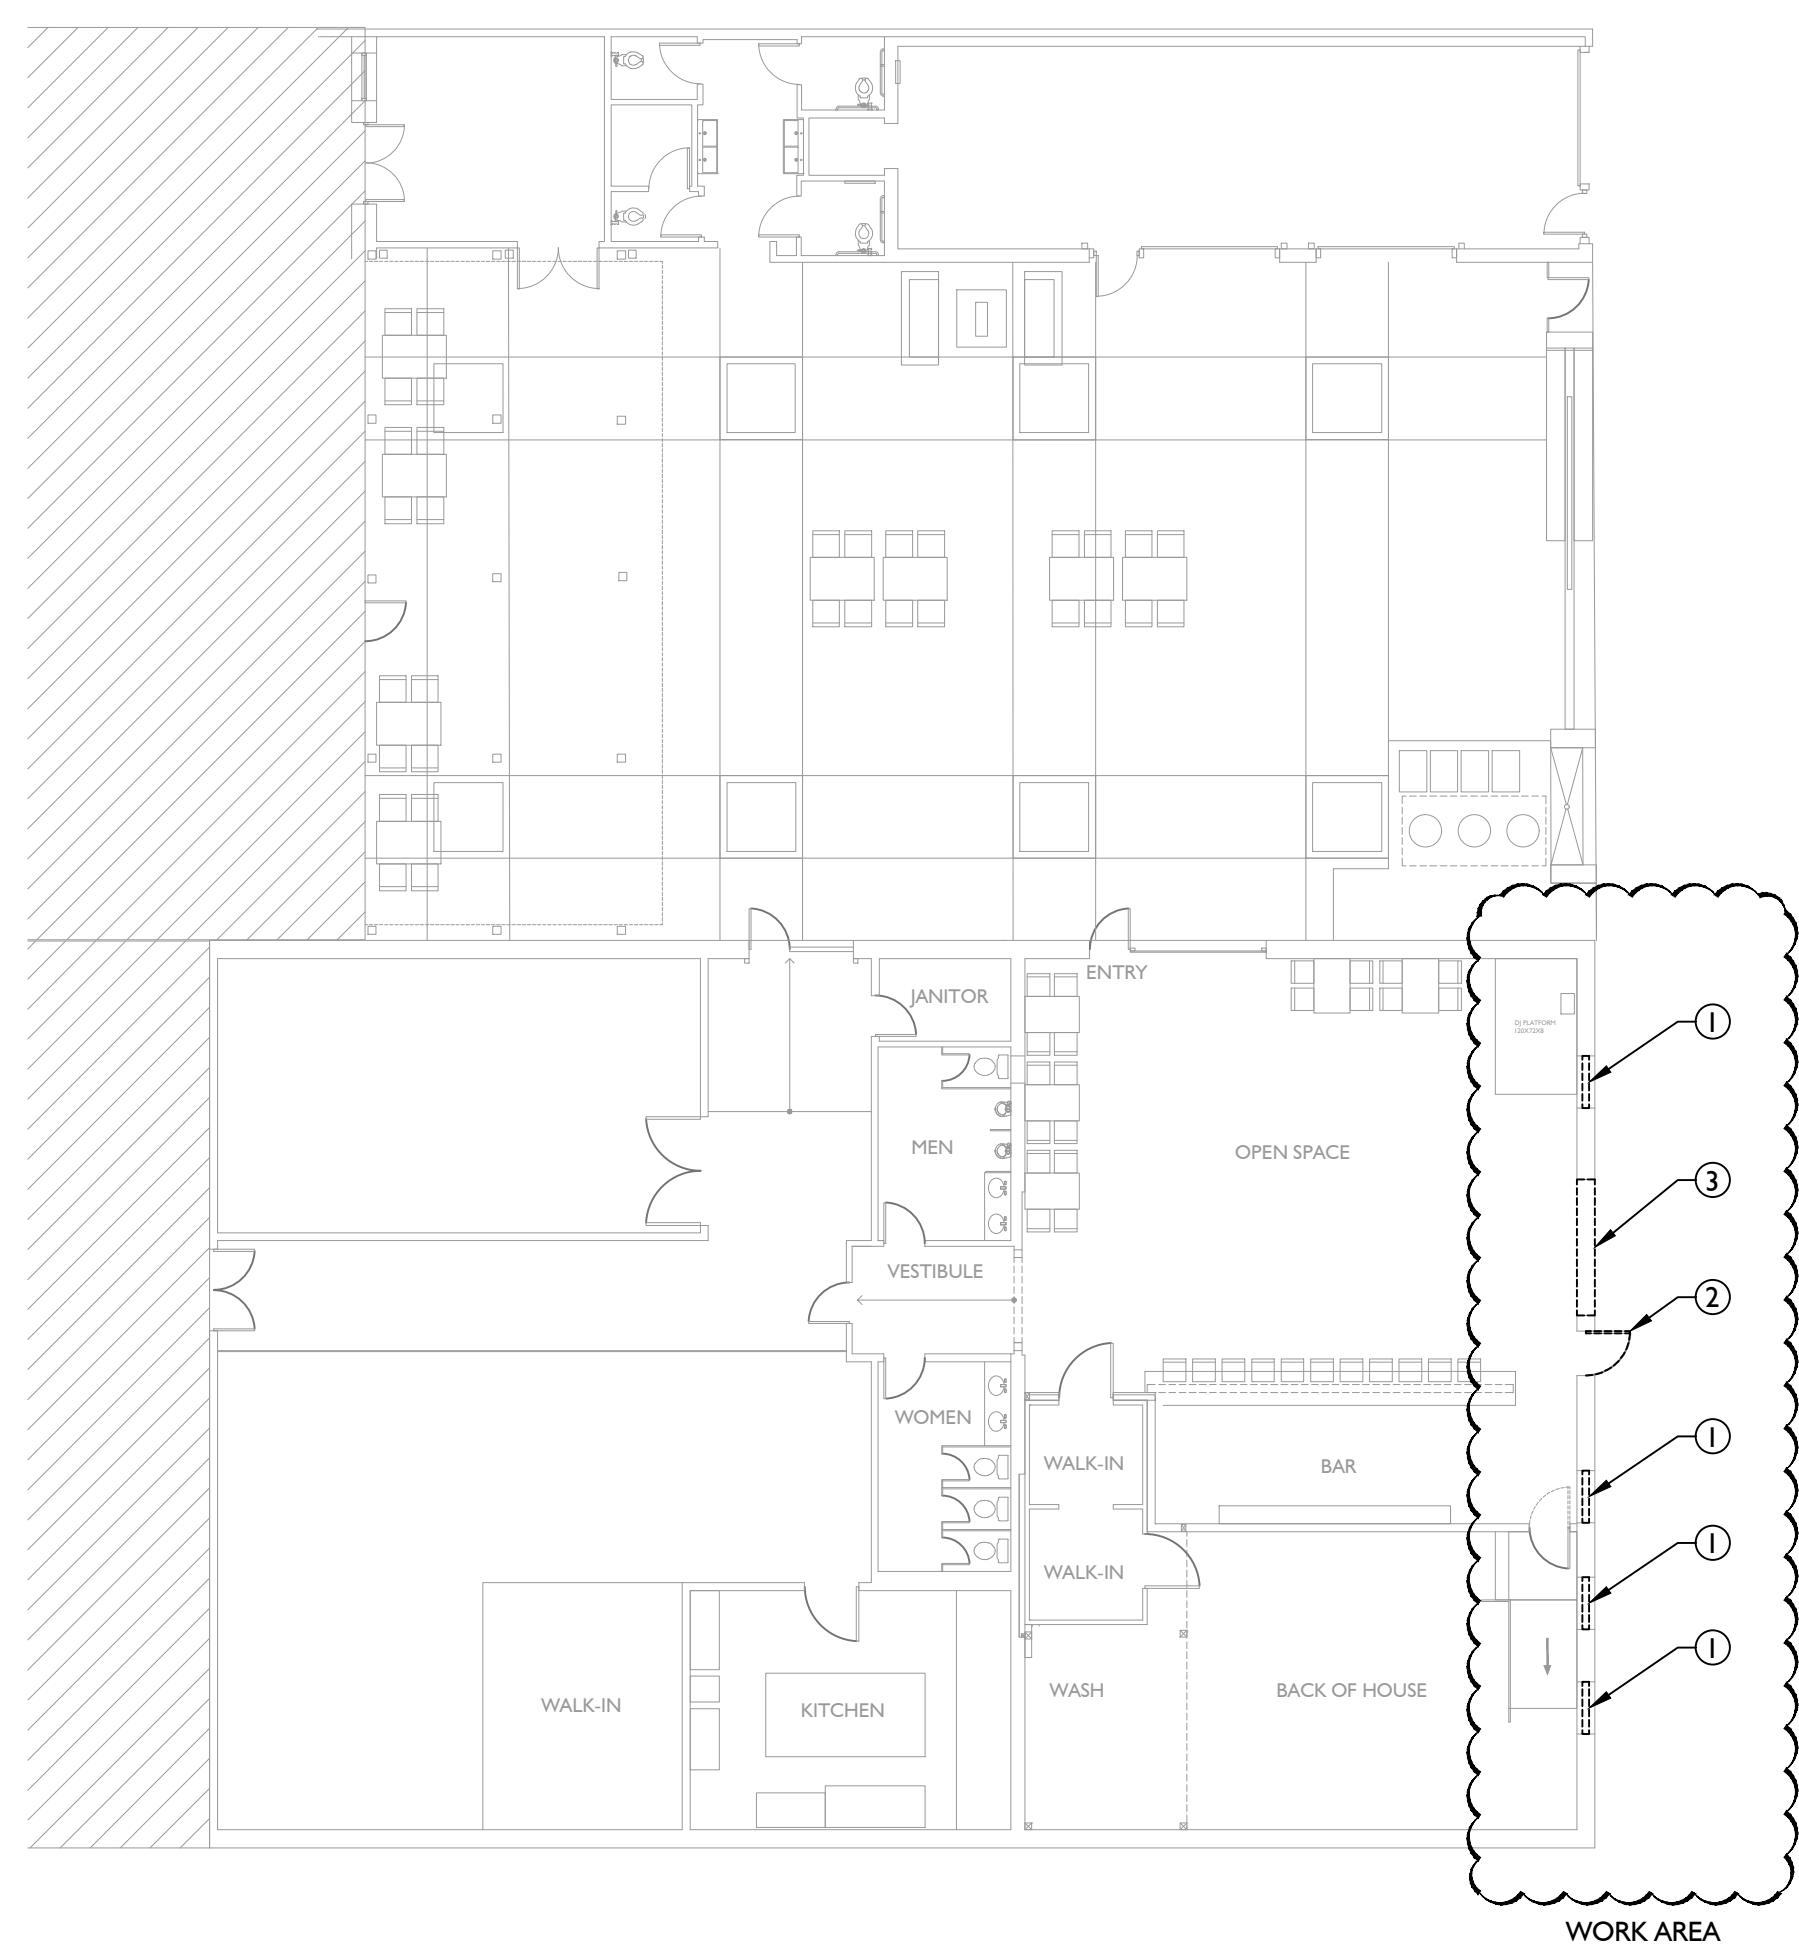 ENTRY
JANITOR
DJ PLATFORM
120X72X8
1
MEN
OPEN SPACE
3
VESTIBULE
2
WOMEN
1
WALK-IN
BAR
1
WALK-IN
1
WASH
BACK OF HOUSE
WALK-IN
KITCHEN
WORK AREA